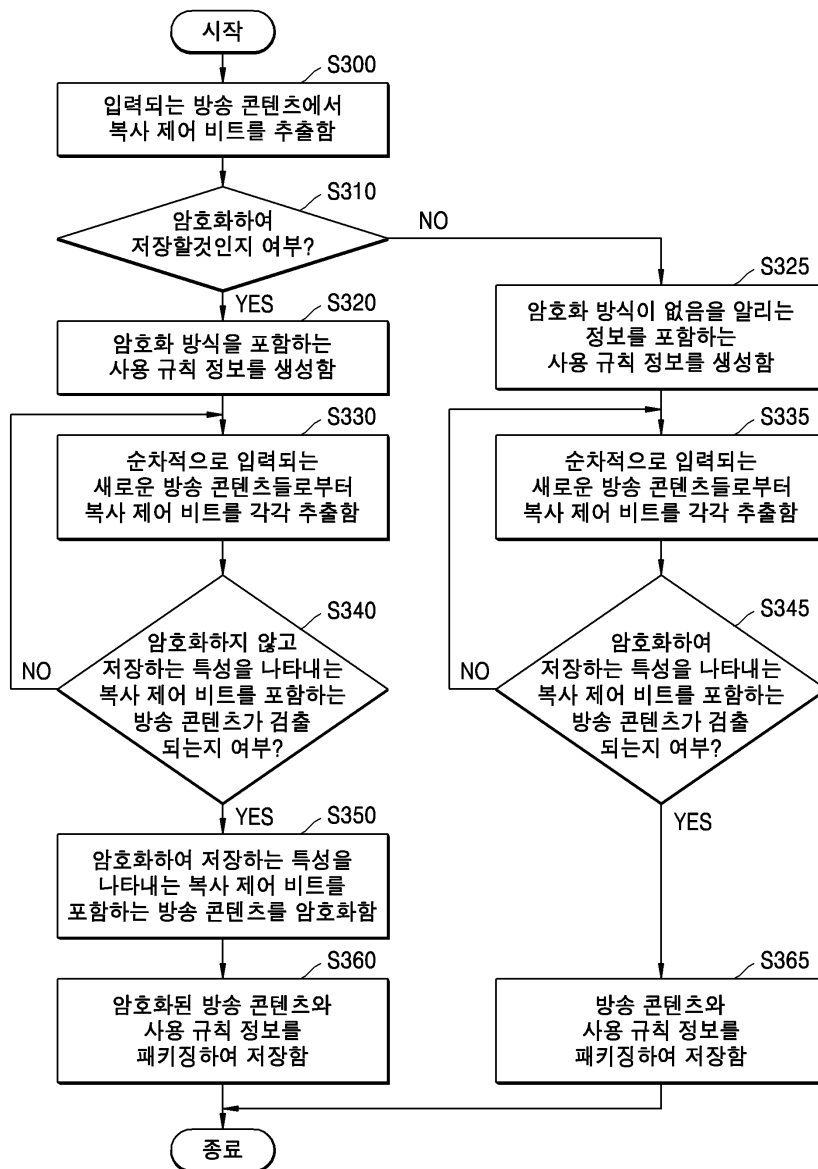 시작
S300
입력되는 방송 콘텐츠에서
복사 제어 비트를 추출함
S310
암호화하여
저장할것인지 여부?
NO
YES
S320
암호화 방식을 포함하는
사용 규칙 정보를 생성함
S325
암호화 방식이 없음을 알리는
정보를 포함하는
사용 규칙 정보를 생성함
S330
순차적으로 입력되는
새로운 방송 콘텐츠들로부터
복사 제어 비트를 각각 추출함
S335
순차적으로 입력되는
새로운 방송 콘텐츠들로부터
복사 제어 비트를 각각 추출함
S340
암호화하지 않고
저장하는 특성을 나타내는
복사 제어 비트를 포함하는
방송 콘텐츠가 검출
되는지 여부?
NO
YES
S345
암호화하여
저장하는 특성을 나타내는
복사 제어 비트를 포함하는
방송 콘텐츠가 검출
되는지 여부?
NO
YES
S350
암호화하여 저장하는 특성을
나타내는 복사 제어 비트를
포함하는 방송 콘텐츠를 암호화함
S360
암호화된 방송 콘텐츠와
사용 규칙 정보를
패키징하여 저장함
S365
방송 콘텐츠와
사용 규칙 정보를
패키징하여 저장함
종료